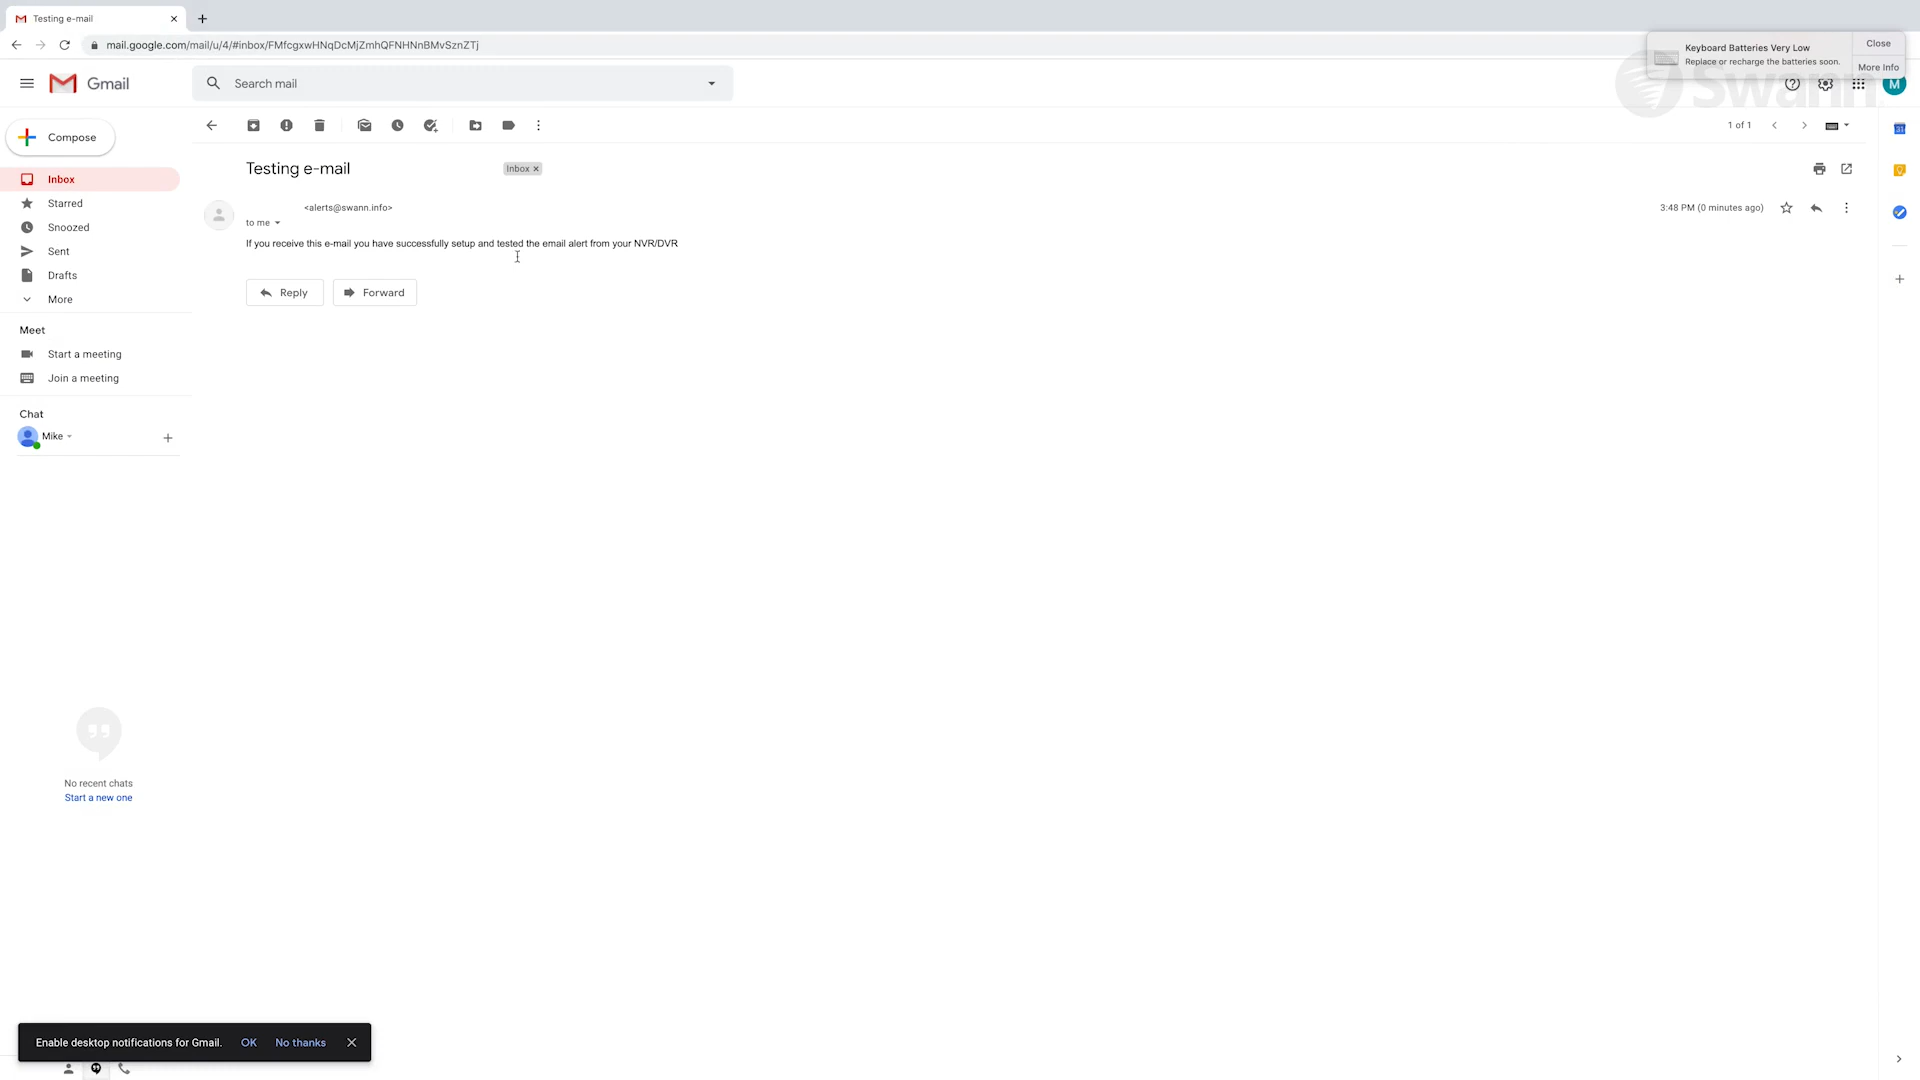 Testing e-mail
mail.google.com/mail/u/4/#inbox/FMfcgxwHNqDcMjZmhQFNHNnBMvSznZTj
Keyboard Batteries Very Low
Replace or recharge the batteries soon.
Close
More Info
Gmail
Search mail
Swann
M
Compose
1 of 1
31
Inbox
Starred
Snoozed
Sent
Drafts
More
Testing e-mail
Inbox ×
<alerts@swann.info>
3:48 PM (0 minutes ago)
to me
If you receive this e-mail you have successfully setup and tested the email alert from your NVR/DVR
Reply
Forward
Meet
Start a meeting
Join a meeting
Chat
Mike
No recent chats
Start a new one
Enable desktop notifications for Gmail.
OK
No thanks